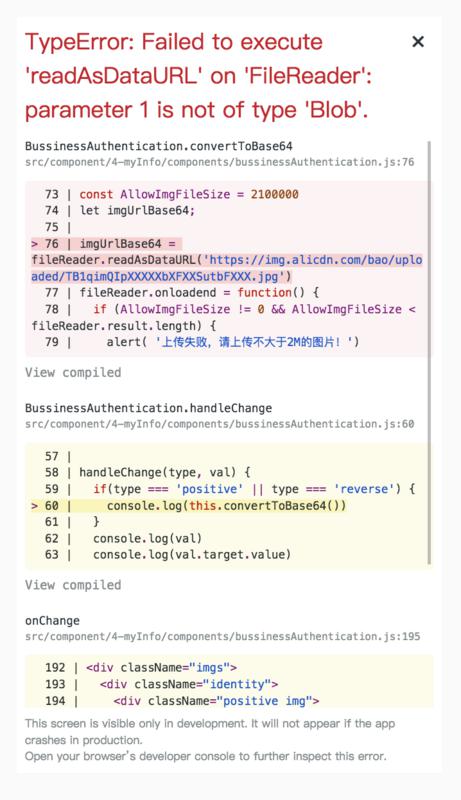 TypeError: Failed to execute
'readAsDataURL' on 'FileReader':
parameter 1 is not of type 'Blob'.
BussinessAuthentication.convertToBase64
src/component/4-myInfo/components/bussinessAuthentication.js:76
73 | const AllowImgFileSize = 2100000
74 | let imgUrlBase64;
75 |
> 76 | imgUrlBase64 =
fileReader.readAsDataURL('https://img.alicdn.com/bao/uplo
aded/TB1qimQIpXXXXXbXFXXSutbFXXX.jpg')
77 | fileReader.onloadend = function() {
78 |   if (AllowImgFileSize != 0 && AllowImgFileSize <
fileReader.result.length) {
79 |     alert( '上传失败，请上传不大于2M的图片！')
View compiled
BussinessAuthentication.handleChange
src/component/4-myInfo/components/bussinessAuthentication.js:60
57 |
58 | handleChange(type, val) {
59 |   if(type === 'positive' || type === 'reverse') {
> 60 |     console.log(this.convertToBase64())
61 |   }
62 |   console.log(val)
63 |   console.log(val.target.value)
View compiled
onChange
src/component/4-myInfo/components/bussinessAuthentication.js:195
192 | <div className="imgs">
193 |   <div className="identity">
194 |     <div className="positive img">
This screen is visible only in development. It will not appear if the app
crashes in production.
Open your browser's developer console to further inspect this error.